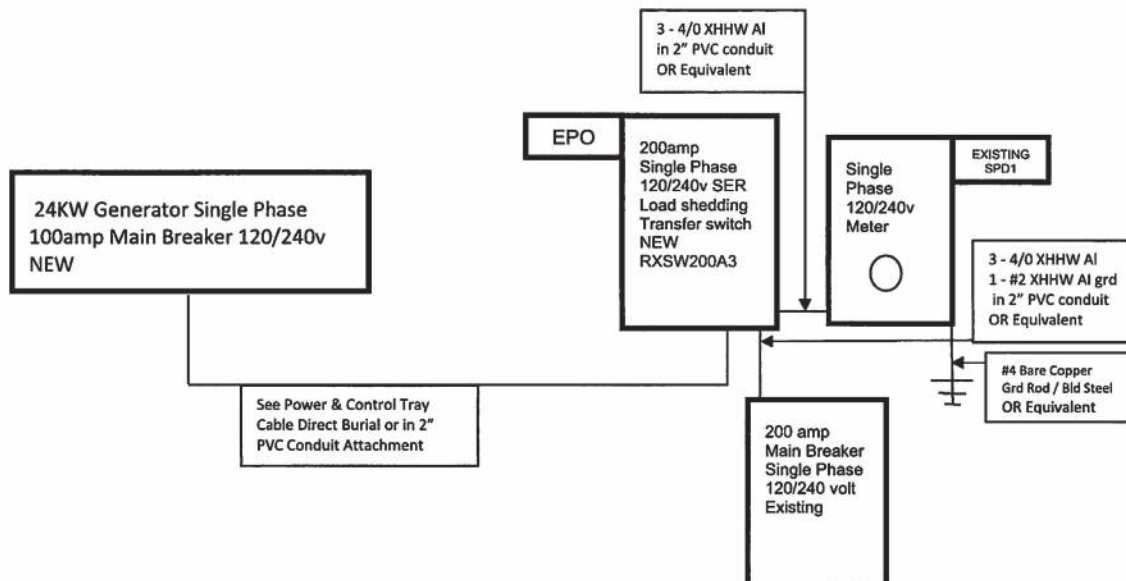 3 - 4/0 XHHW Al
in 2" PVC conduit
OR Equivalent
EPO
200amp
Single Phase
120/240v SER
Load shedding
Transfer switch
NEW
RXSW200A3
Single
Phase
120/240v
Meter
EXISTING
SPD1
24KW Generator Single Phase
100amp Main Breaker 120/240v
NEW
3 - 4/0 XHHW Al
1 - #2 XHHW Al grd
in 2" PVC conduit
OR Equivalent
#4 Bare Copper
Grd Rod / Bld Steel
OR Equivalent
See Power & Control Tray
Cable Direct Burial or in 2"
PVC Conduit Attachment
200 amp
Main Breaker
Single Phase
120/240 volt
Existing